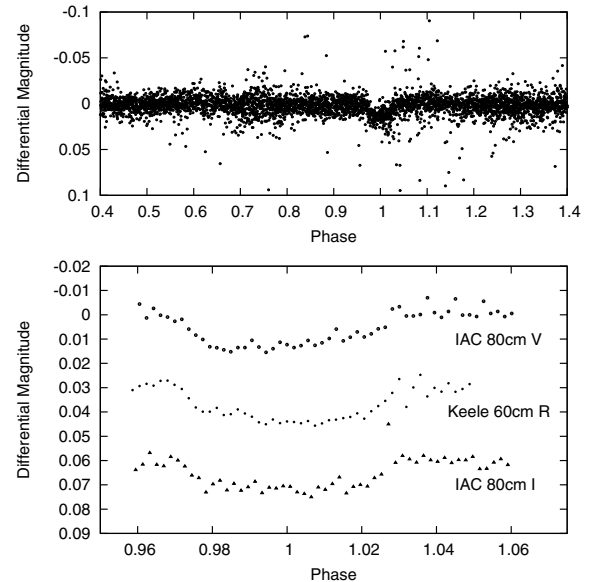 -0.1
-0.05
0
0.05
0.1
Differential Magnitude
0.4 0.5 0.6 0.7 0.8 0.9 1 1.1 1.2 1.3 1.4
Phase
-0.02
-0.01
0
0.01
0.02
0.03
0.04
0.05
0.06
0.07
0.08
0.09
Differential Magnitude
IAC 80cm V
Keele 60cm R
IAC 80cm I
0.96 0.98 1 1.02 1.04 1.06
Phase